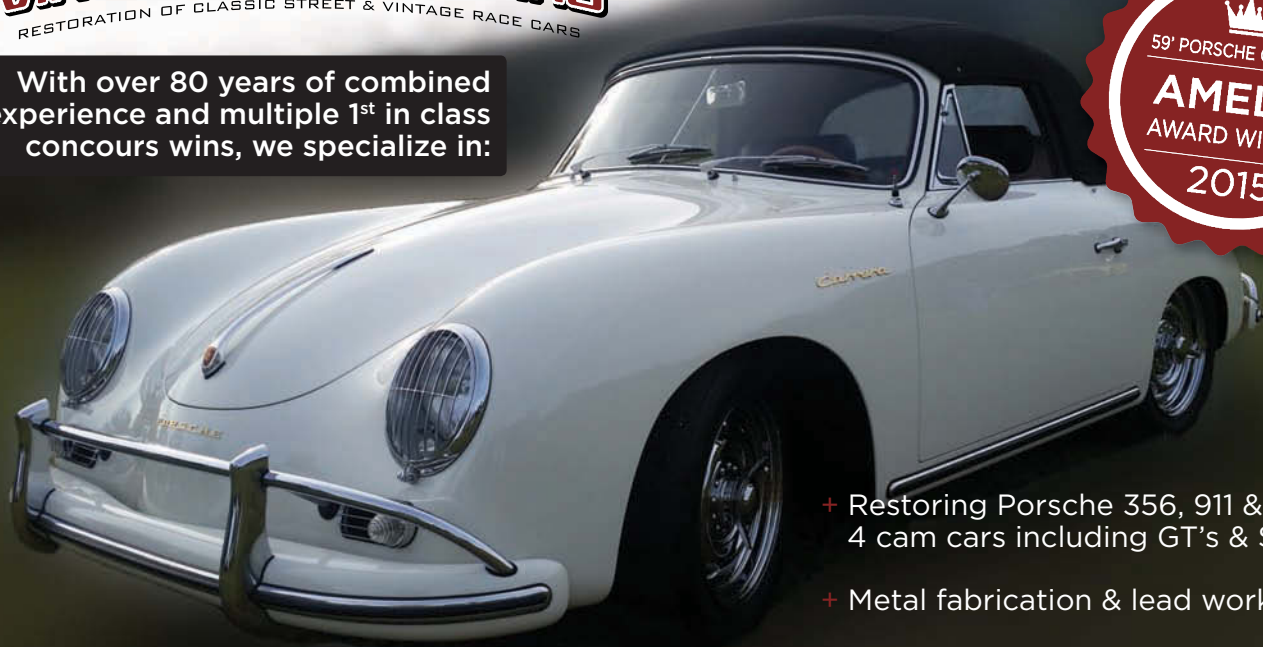 RESTORATION OF CLASSIC STREET & VINTAGE RACE CARS
With over 80 years of combined
experience and multiple 1st in class
concours wins, we specialize in:
59' PORSCHE
AWARD
2015
Carrera
PORSCHE
+ Restoring Porsche 356, 911 &
4 cam cars including GT's &
+ Metal fabrication & lead work